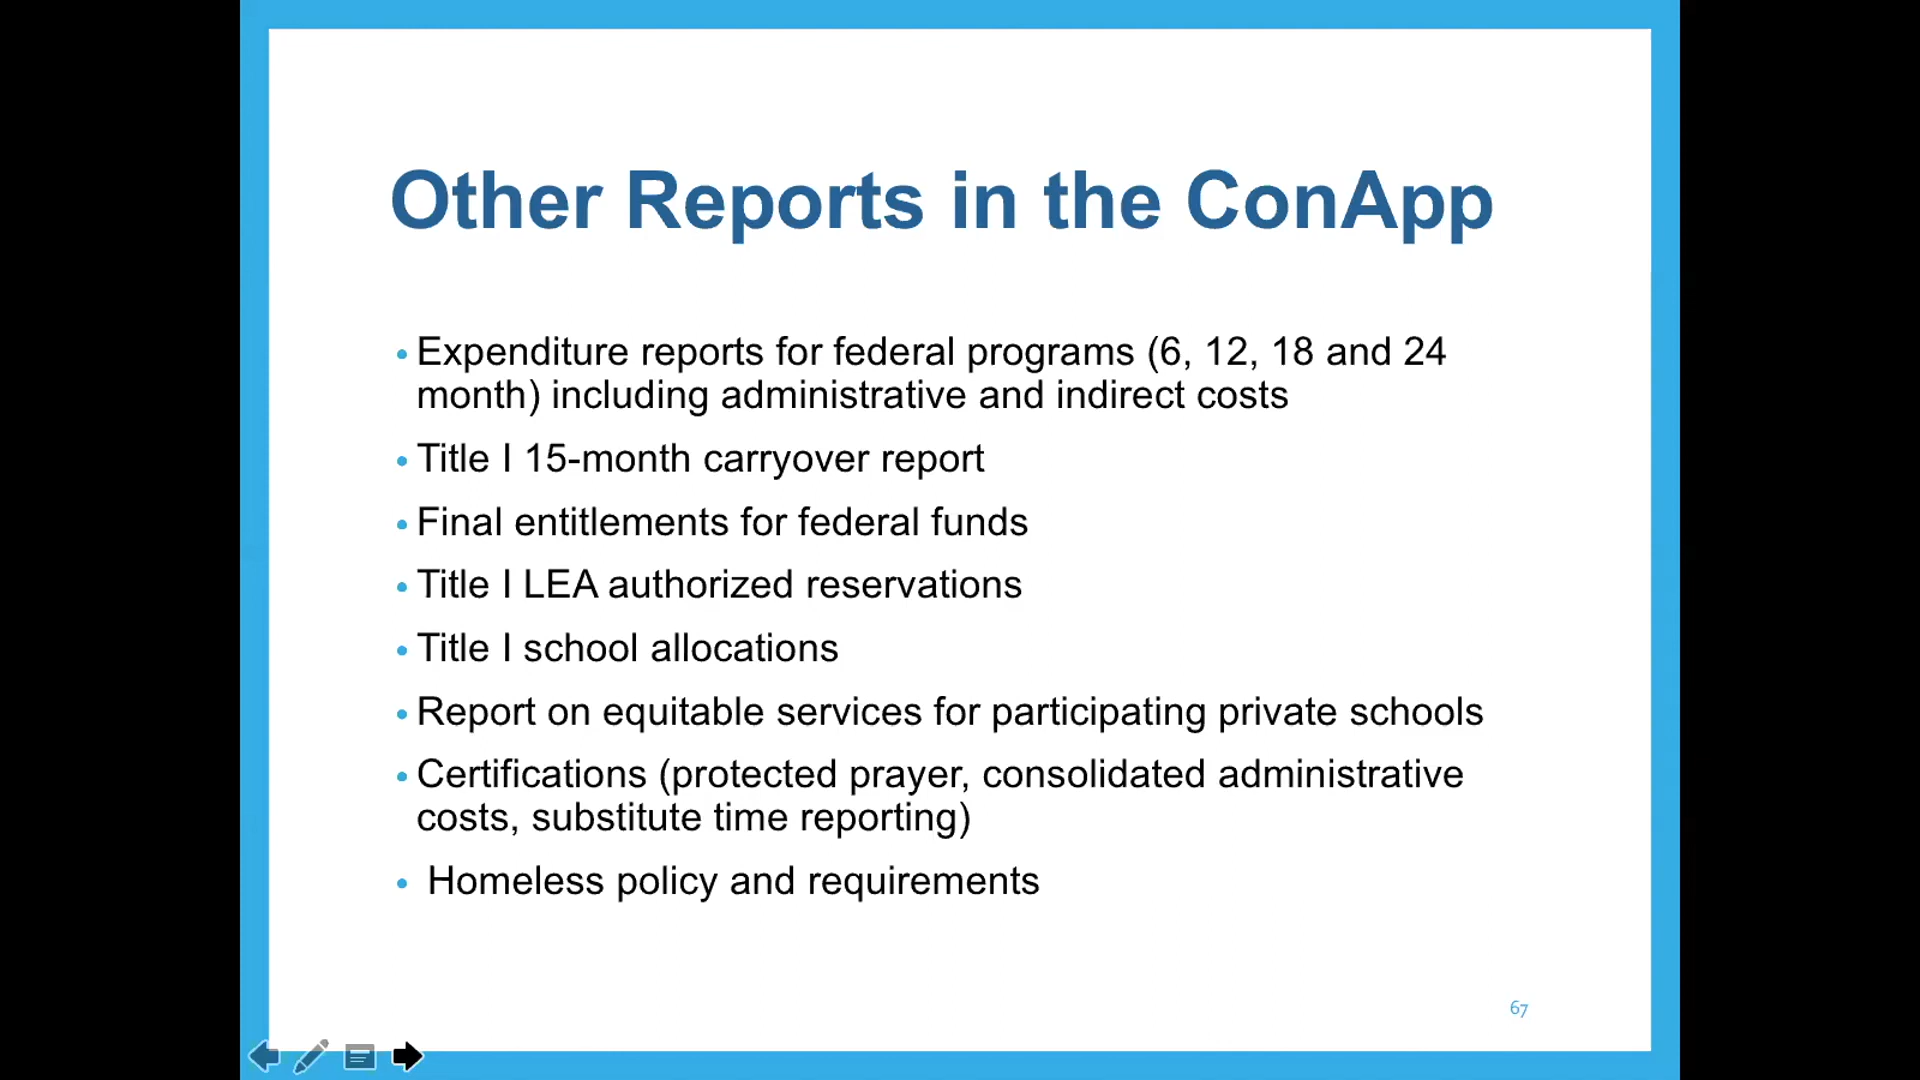 Other Reports in the ConApp
• Expenditure reports for federal programs (6, 12, 18 and 24
month) including administrative and indirect costs
• Title I 15-month carryover report
• Final entitlements for federal funds
• Title I LEA authorized reservations
• Title I school allocations
• Report on equitable services for participating private schools
• Certifications (protected prayer, consolidated administrative
costs, substitute time reporting)
• Homeless policy and requirements
67